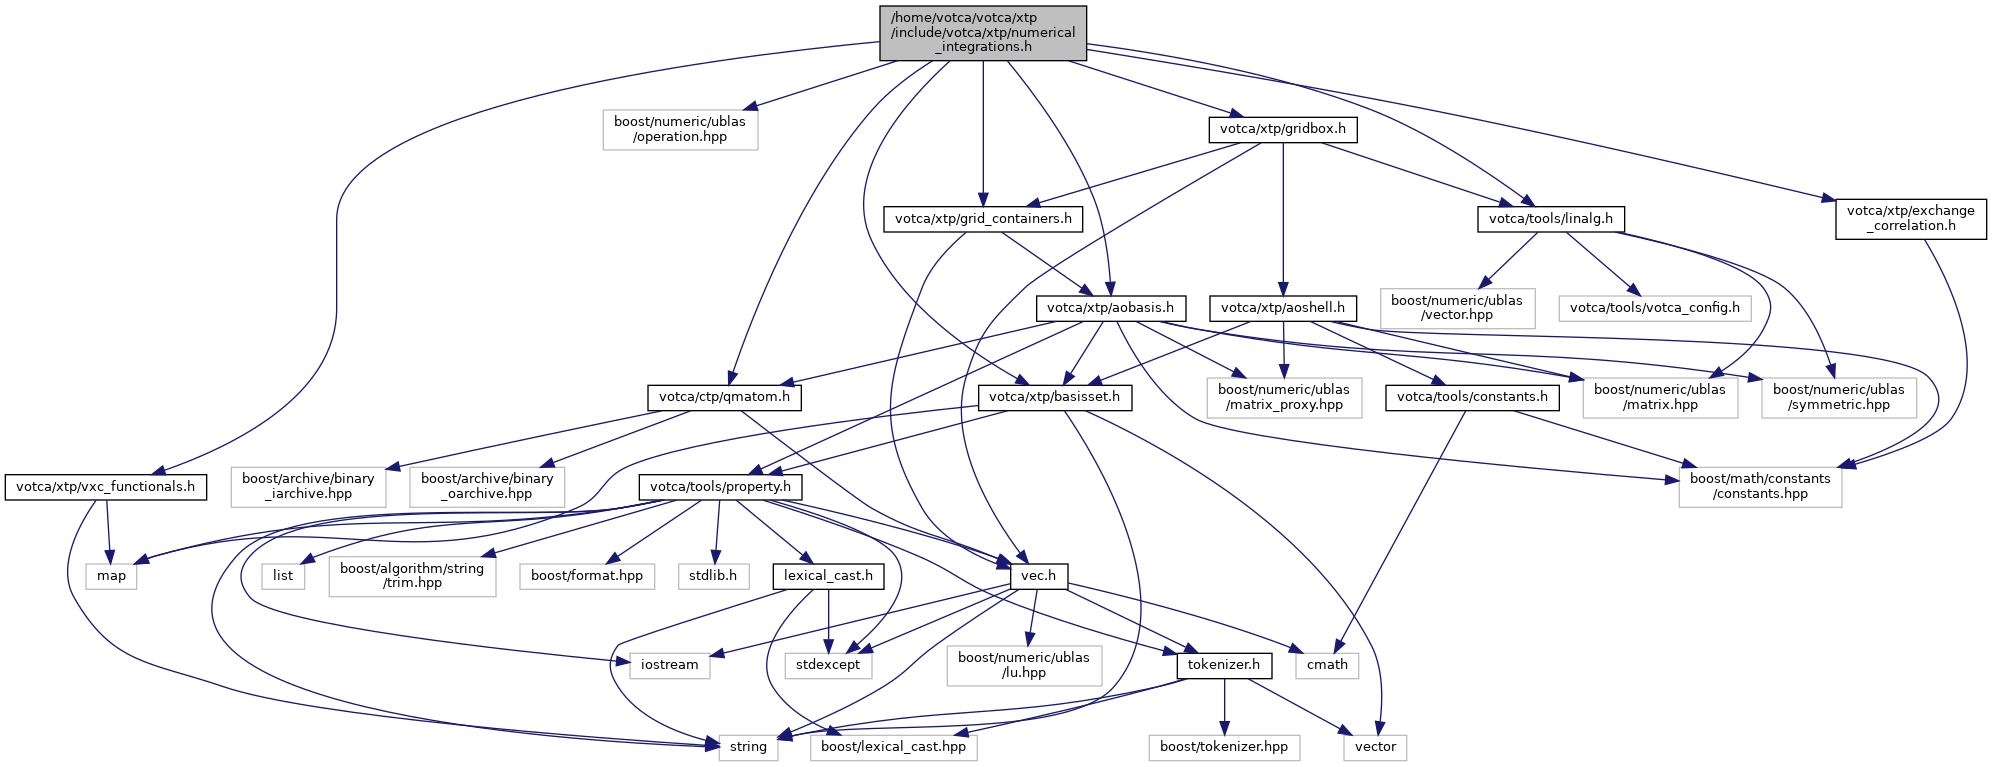 /home/votca/votca/xtp
/include/votca/xtp/numerical
_integrations.h
boost/numeric/ublas
/operation.hpp
votca/xtp/gridbox.h
votca/xtp/grid_containers.h
votca/tools/linalg.h
votca/xtp/exchange
_correlation.h
votca/xtp/aobasis.h
votca/xtp/aoshell.h
boost/numeric/ublas
/vector.hpp
votca/tools/votca_config.h
votca/ctp/qmatom.h
votca/xtp/basisset.h
boost/numeric/ublas
/matrix_proxy.hpp
votca/tools/constants.h
boost/numeric/ublas
/matrix.hpp
boost/numeric/ublas
/symmetric.hpp
votca/xtp/vxc_functionals.h
boost/archive/binary
_iarchive.hpp
boost/archive/binary
_oarchive.hpp
votca/tools/property.h
boost/math/constants
/constants.hpp
map
list
boost/algorithm/string
/trim.hpp
boost/format.hpp
stdlib.h
lexical_cast.h
vec.h
iostream
stdexcept
boost/numeric/ublas
/lu.hpp
tokenizer.h
cmath
string
boost/lexical_cast.hpp
boost/tokenizer.hpp
vector